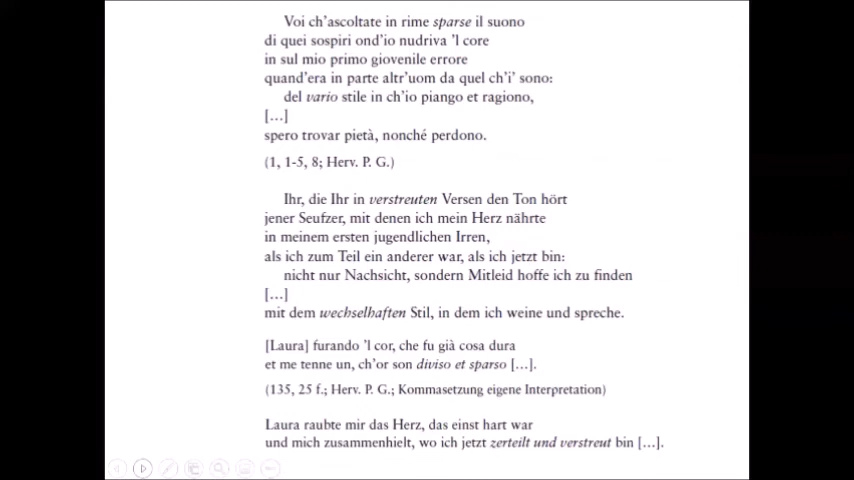 Voi ch'ascoltate in rime sparse il suono
di quei sospiri ond'io nudriva 'l core
in sul mio primo giovenile errore
quand'era in parte altr'uom da quel ch'i' sono:
del vario stile in ch'io piango et ragiono,
[…]
spero trovar pietà, nonché perdono.
(1, 1-5, 8; Herv. P. G.)
Ihr, die Ihr in verstreuten Versen den Ton hört
jener Seufzer, mit denen ich mein Herz nährte
in meinem ersten jugendlichen Irren,
als ich zum Teil ein anderer war, als ich jetzt bin:
nicht nur Nachsicht, sondern Mitleid hoffe ich zu finden
[…]
mit dem wechselhaften Stil, in dem ich weine und spreche.
[Laura] furando 'l cor, che fu già cosa dura
et me tenne un, ch'or son diviso et sparso […].
(135, 25 f.; Herv. P. G.; Kommasetzung eigene Interpretation)
Laura raubte mir das Herz, das einst hart war
und mich zusammenhielt, wo ich jetzt zerteilt und verstreut bin […].